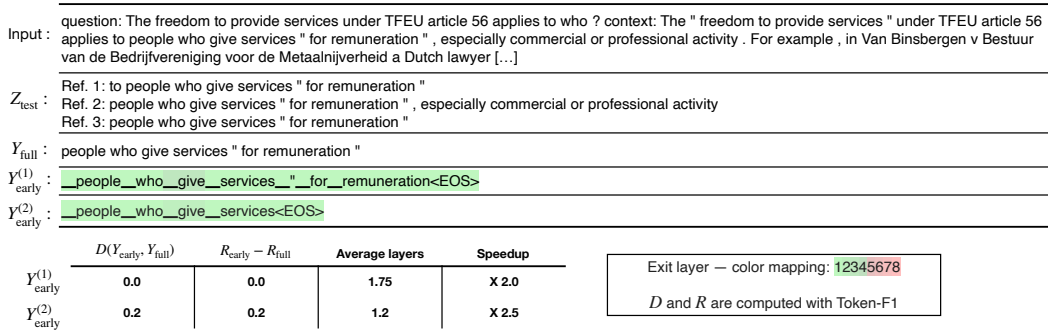 Input : question: The freedom to provide services under TFEU article 56 applies to who ? context: The " freedom to provide services " under TFEU article 56
applies to people who give services " for remuneration " , especially commercial or professional activity . For example , in Van Binsbergen v Bestuur
van de Bedrijfvereniging voor de Metaalnijverheid a Dutch lawyer […]
Z_test : Ref. 1: to people who give services " for remuneration "
Ref. 2: people who give services " for remuneration " , especially commercial or professional activity
Ref. 3: people who give services " for remuneration "
Y_full : people who give services " for remuneration "
Y_early^(1) : __people__who__give__services__"__for__remuneration<EOS>
Y_early^(2) : __people__who__give__services<EOS>
D(Y_early, Y_full) R_early − R_full Average layers Speedup
Y_early^(1) 0.0 0.0 1.75 X 2.0
Y_early^(2) 0.2 0.2 1.2 X 2.5
Exit layer — color mapping: 12345678
D and R are computed with Token-F1